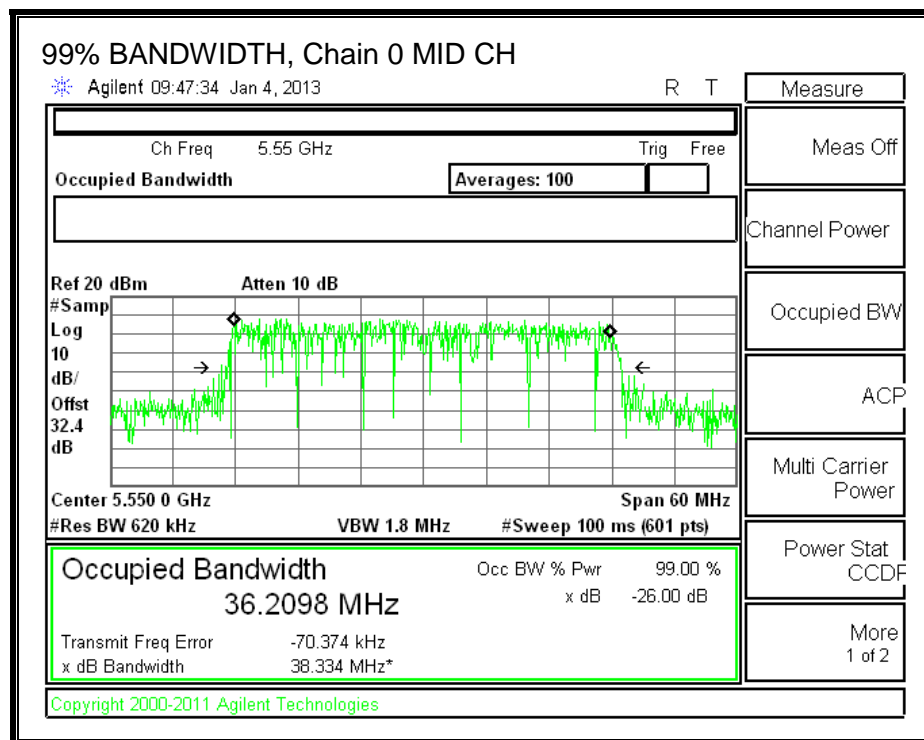 99% BANDWIDTH, Chain 0 MID CH
Agilent 09:47:34 Jan 4, 2013 R T
Measure
Ch Freq 5.55 GHz Trig Free
Occupied Bandwidth Averages: 100
Ref 20 dBm Atten 10 dB
#Samp
Log
10
dB/
Offst
32.4
dB
Center 5.550 0 GHz Span 60 MHz
#Res BW 620 kHz VBW 1.8 MHz #Sweep 100 ms (601 pts)
Occupied Bandwidth Occ BW % Pwr 99.00 %
36.2098 MHz x dB -26.00 dB
Transmit Freq Error -70.374 kHz
x dB Bandwidth 38.334 MHz*
Copyright 2000-2011 Agilent Technologies
Meas Off
Channel Power
Occupied BW
ACP
Multi Carrier
Power
Power Stat
CCDF
More
1 of 2